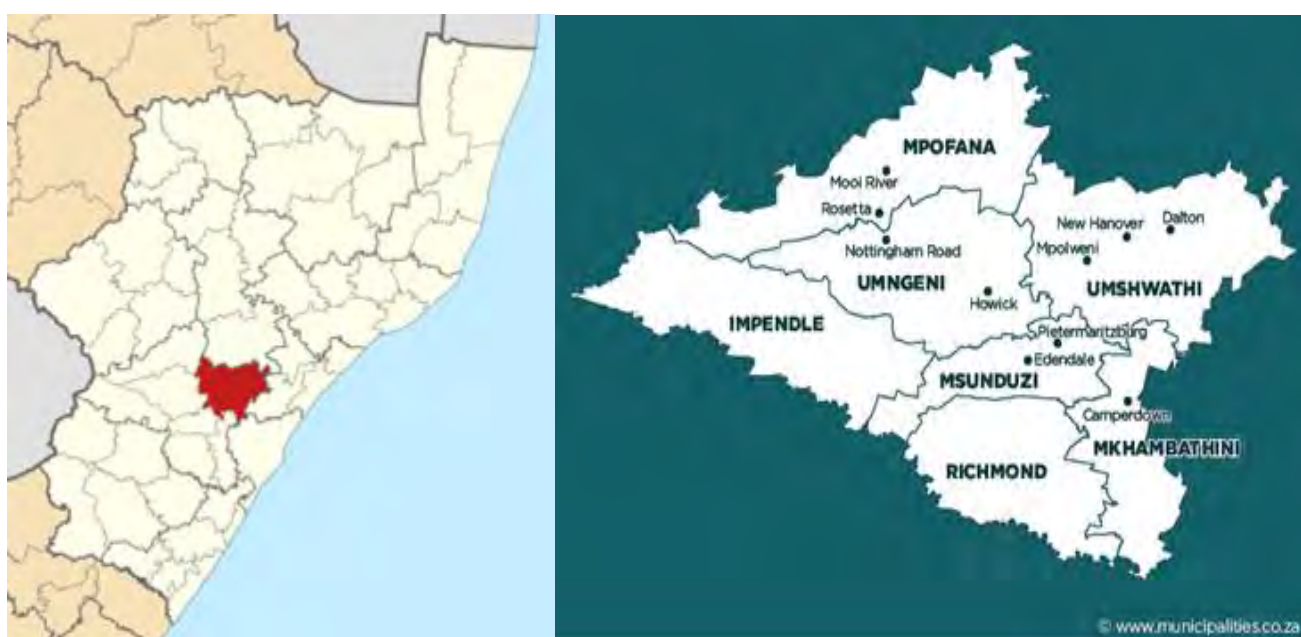 MPOFANA
Mooi River
Rosetta
New Hanover
Dalton
Nottingham Road
Mpolweni
UMNGENI
UMSHWATHI
Howick
IMPENDLE
Pietermaritzburg
Edendale
MSUNDUZI
Camperdown
MKHAMBATHINI
RICHMOND
© www.municipalities.co.za